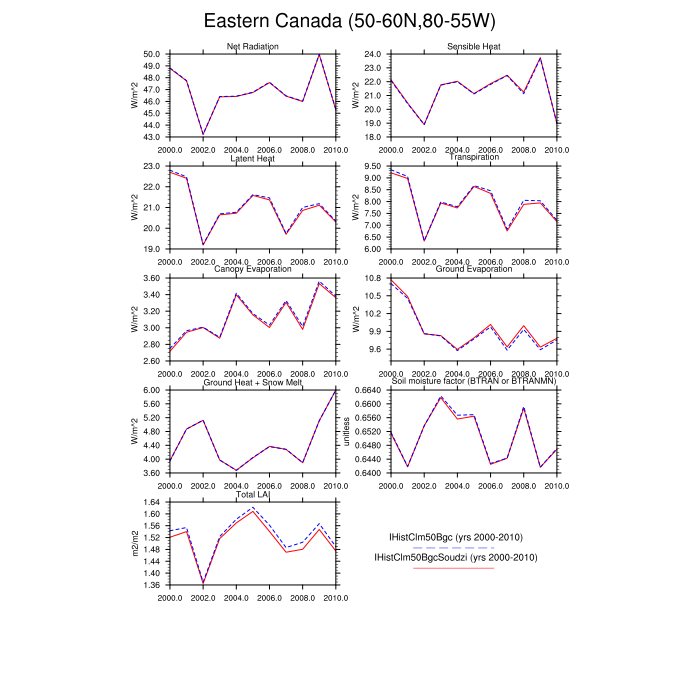 Eastern Canada (50-60N,80-55W)
Net Radiation
W/m^2
50.0
49.0
48.0
47.0
46.0
45.0
44.0
43.0
2000.0 2002.0 2004.0 2006.0 2008.0 2010.0
Sensible Heat
W/m^2
24.0
23.0
22.0
21.0
20.0
19.0
18.0
2000.0 2002.0 2004.0 2006.0 2008.0 2010.0
Latent Heat
W/m^2
23.0
22.0
21.0
20.0
19.0
2000.0 2002.0 2004.0 2006.0 2008.0 2010.0
Transpiration
W/m^2
9.50
9.00
8.50
8.00
7.50
7.00
6.50
6.00
2000.0 2002.0 2004.0 2006.0 2008.0 2010.0
Canopy Evaporation
W/m^2
3.60
3.40
3.20
3.00
2.80
2.60
2000.0 2002.0 2004.0 2006.0 2008.0 2010.0
Ground Evaporation
W/m^2
10.8
10.5
10.2
9.9
9.6
2000.0 2002.0 2004.0 2006.0 2008.0 2010.0
Ground Heat + Snow Melt
W/m^2
6.00
5.20
4.40
4.00
3.60
2000.0 2002.0 2004.0 2006.0 2008.0 2010.0
Soil moisture factor (BTRAN or BTRANMN)
unitless
0.6640
0.6600
0.6560
0.6520
0.6480
0.6440
0.6400
2000.0 2002.0 2004.0 2006.0 2008.0 2010.0
Total LAI
m2/m2
1.64
1.60
1.56
1.52
1.48
1.44
1.40
1.36
2000.0 2002.0 2004.0 2006.0 2008.0 2010.0
IHistClm50Bgc (yrs 2000-2010)
IHistClm50BgcSoudzi (yrs 2000-2010)